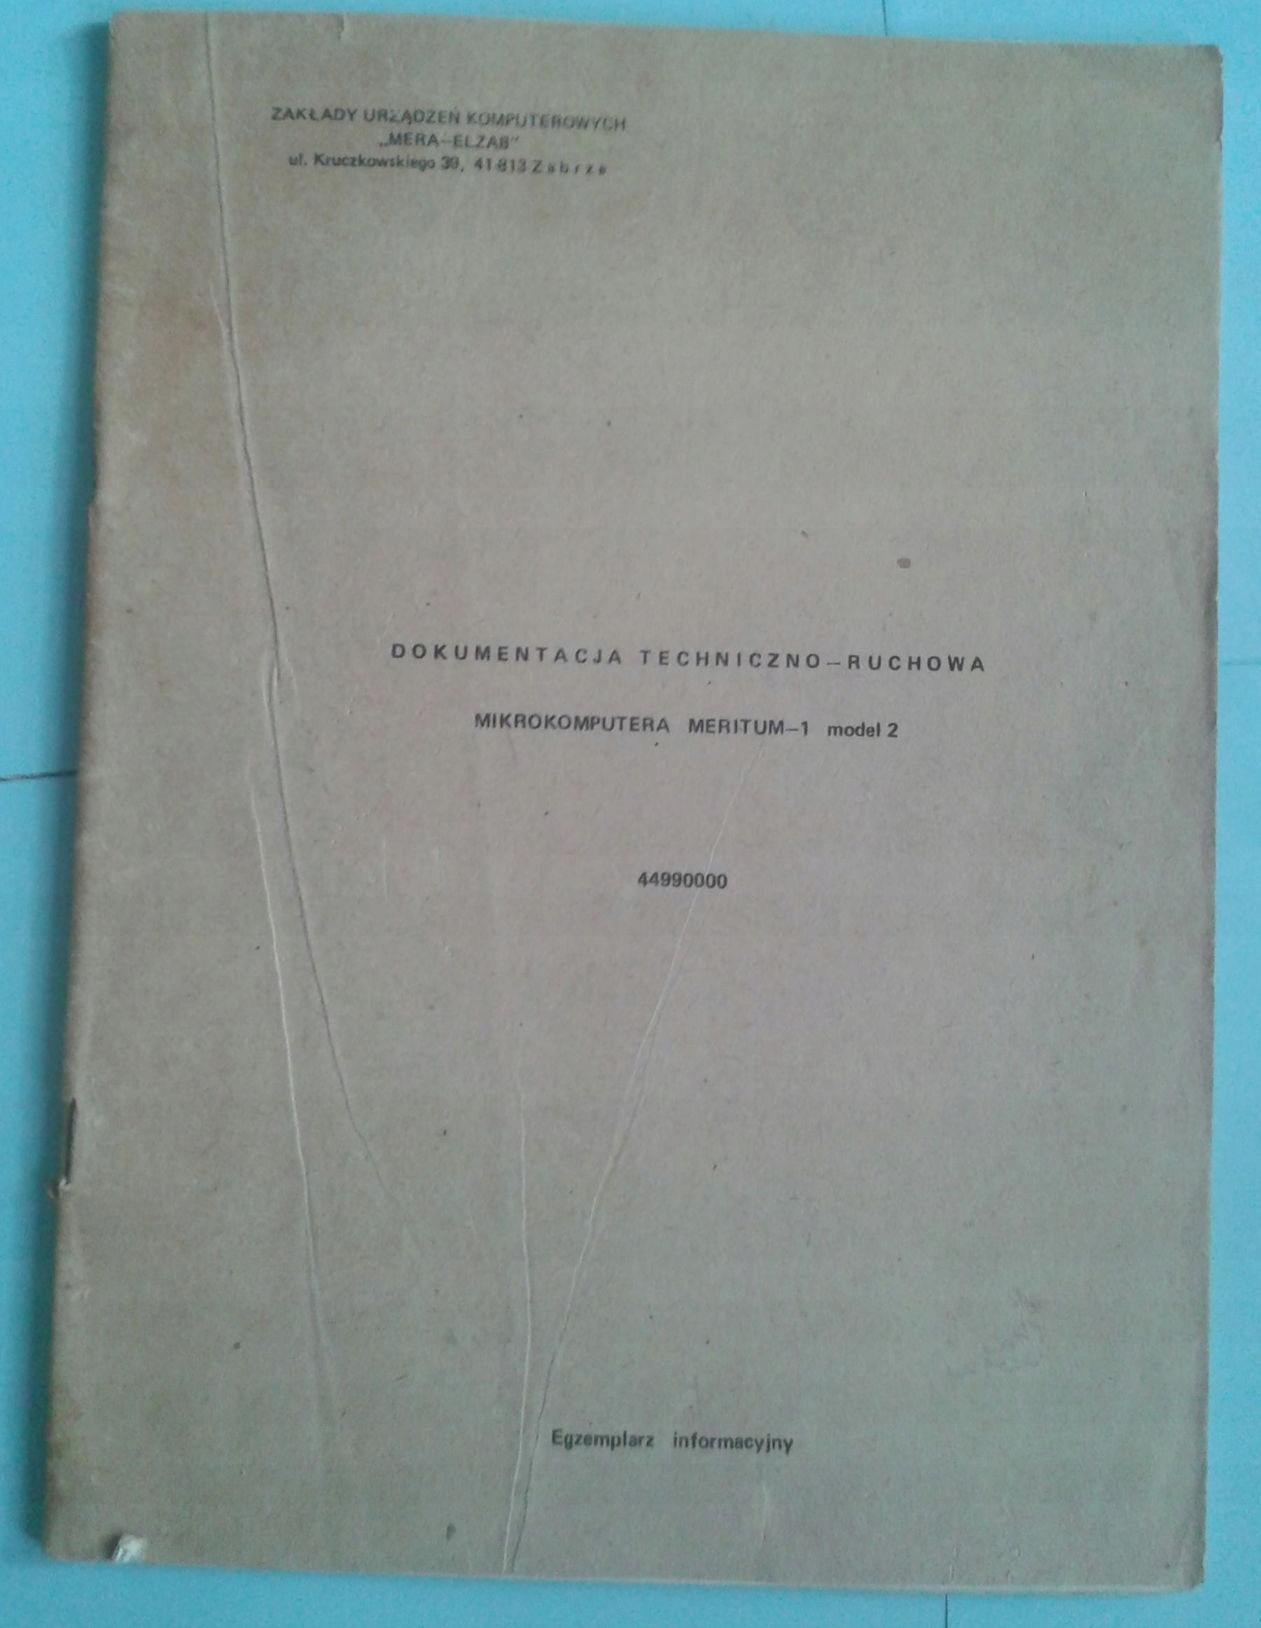 ZAKŁADY URZĄDZEŃ KOMPUTEROWYCH
„MERA—ELZAB”
ul. Kruczkowskiego 39, 41-813 Zabrze
DOKUMENTACJA TECHNICZNO—RUCHOWA
MIKROKOMPUTERA MERITUM—1 model 2
44990000
Egzemplarz informacyjny